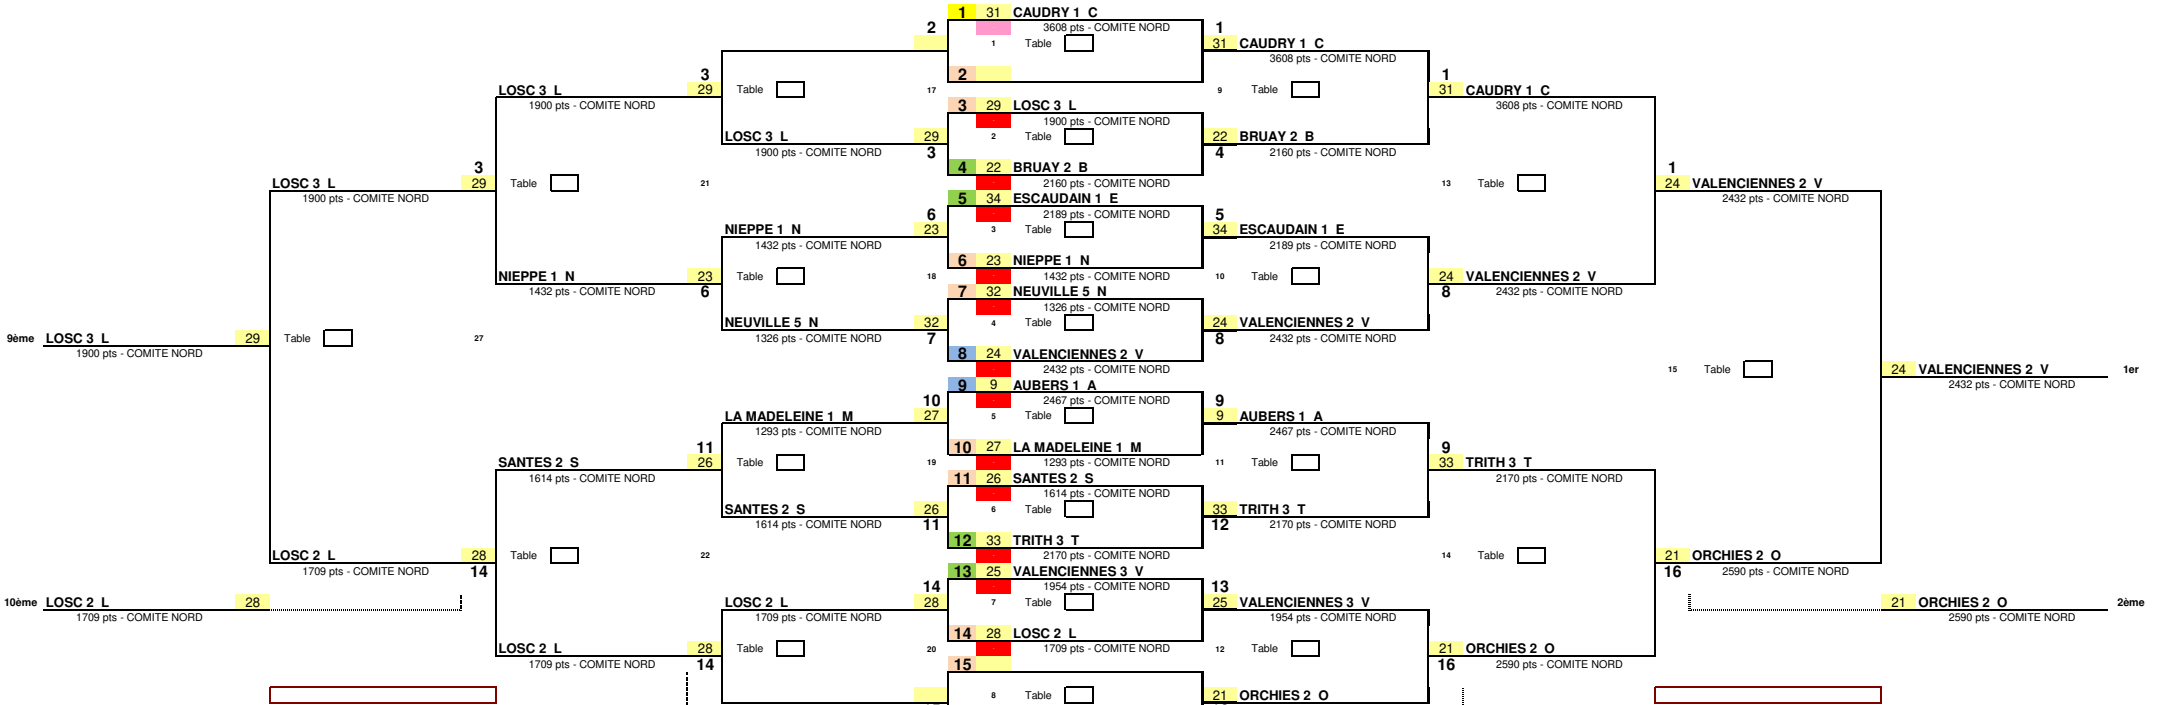 1 31 CAUDRY 1 C
2 3608 pts - COMITE NORD 1
1 Table 31 CAUDRY 1 C
3608 pts - COMITE NORD
3 2 1
LOSC 3 L 29 Table 17 9 Table 31 CAUDRY 1 C
1900 pts - COMITE NORD 3 29 LOSC 3 L 3608 pts - COMITE NORD
1900 pts - COMITE NORD
LOSC 3 L 29 2 Table 22 BRUAY 2 B
1900 pts - COMITE NORD 3 4 2160 pts - COMITE NORD
3 4 22 BRUAY 2 B 1
LOSC 3 L 29 Table 21 2160 pts - COMITE NORD 13 Table 24 VALENCIENNES 2 V
1900 pts - COMITE NORD 5 34 ESCAUDAIN 1 E 2432 pts - COMITE NORD
6 2189 pts - COMITE NORD 5
NIEPPE 1 N 23 3 Table 34 ESCAUDAIN 1 E
1432 pts - COMITE NORD 2189 pts - COMITE NORD
6 23 NIEPPE 1 N
NIEPPE 1 N 23 Table 18 1432 pts - COMITE NORD 10 Table 24 VALENCIENNES 2 V
1432 pts - COMITE NORD 6 7 32 NEUVILLE 5 N 8 2432 pts - COMITE NORD
1326 pts - COMITE NORD
NEUVILLE 5 N 32 4 Table 24 VALENCIENNES 2 V
9ème LOSC 3 L 29 Table 27 1326 pts - COMITE NORD 7 8 2432 pts - COMITE NORD
1900 pts - COMITE NORD 8 24 VALENCIENNES 2 V
2432 pts - COMITE NORD 15 Table 24 VALENCIENNES 2 V 1er
9 9 AUBERS 1 A 2432 pts - COMITE NORD
10 2467 pts - COMITE NORD 9
LA MADELEINE 1 M 27 5 Table 9 AUBERS 1 A
1293 pts - COMITE NORD 2467 pts - COMITE NORD
11 10 27 LA MADELEINE 1 M 9
SANTES 2 S 26 Table 19 1293 pts - COMITE NORD 11 Table 33 TRITH 3 T
1614 pts - COMITE NORD 11 26 SANTES 2 S 2170 pts - COMITE NORD
1614 pts - COMITE NORD
SANTES 2 S 26 6 Table 33 TRITH 3 T
1614 pts - COMITE NORD 11 12 2170 pts - COMITE NORD
12 33 TRITH 3 T
LOSC 2 L 28 Table 22 2170 pts - COMITE NORD 14 Table 21 ORCHIES 2 O
1709 pts - COMITE NORD 14 13 25 VALENCIENNES 3 V 16 2590 pts - COMITE NORD
14 1954 pts - COMITE NORD 13
10ème LOSC 2 L 28 LOSC 2 L 28 7 Table 25 VALENCIENNES 3 V 21 ORCHIES 2 O 2ème
1709 pts - COMITE NORD 1709 pts - COMITE NORD 1954 pts - COMITE NORD 2590 pts - COMITE NORD
14 28 LOSC 2 L
LOSC 2 L 28 Table 20 1709 pts - COMITE NORD 12 Table 21 ORCHIES 2 O
1709 pts - COMITE NORD 14 15 16 2590 pts - COMITE NORD
8 Table 21 ORCHIES 2 O